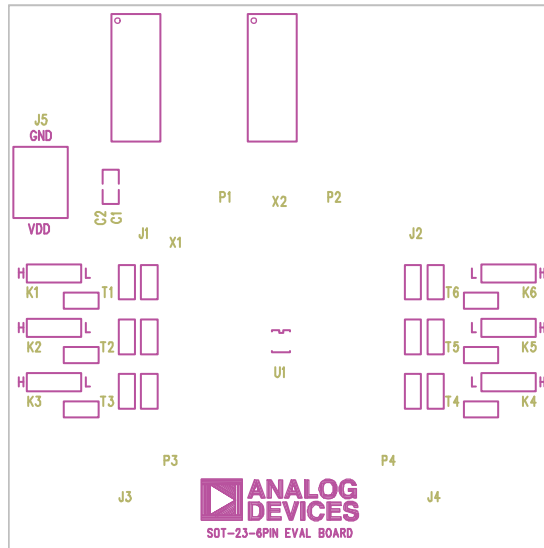 J5
GND
VDD
C2
C1
P1
X2
P2
J1
X1
J2
H L
K1
T1
T6
L H
K6
H L
K2
T2
T5
L H
K5
H L
K3
T3
T4
L H
K4
U1
P3
P4
J3
J4
ANALOG
DEVICES
SOT-23-6PIN EVAL BOARD